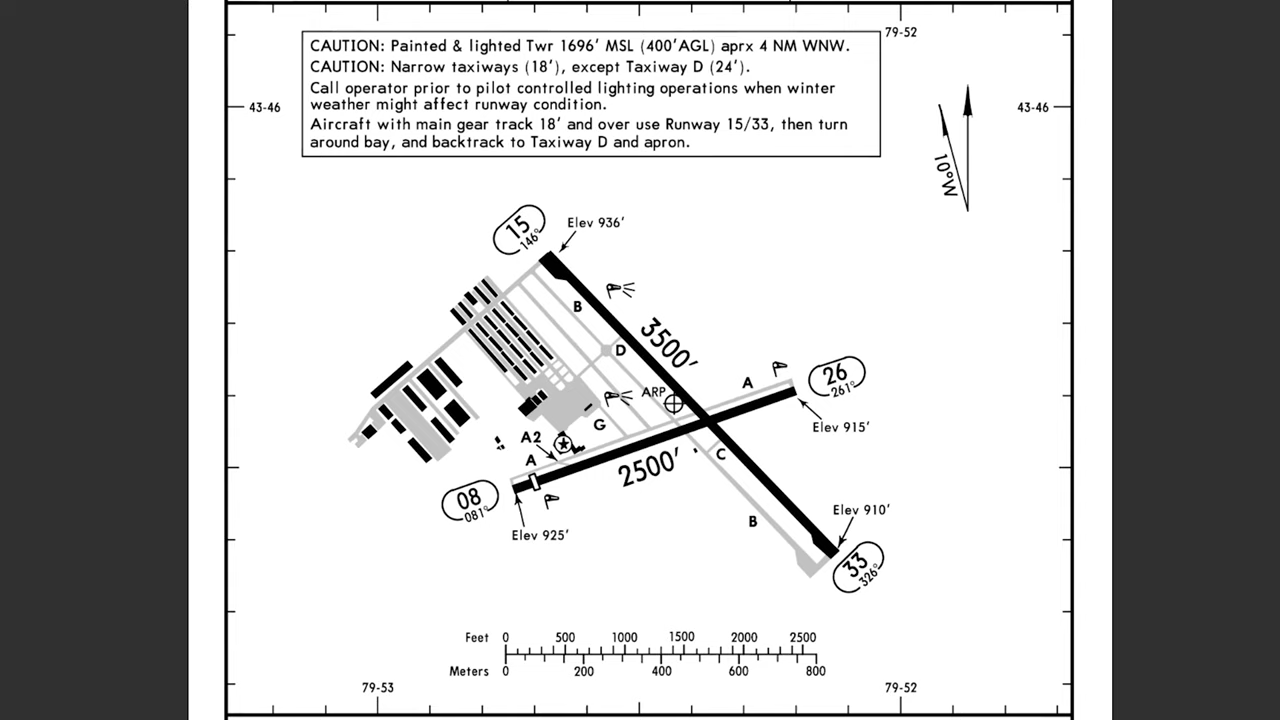 79-52
CAUTION: Painted & lighted Twr 1696' MSL (400'AGL) aprx 4 NM WNW.
CAUTION: Narrow taxiways (18'), except Taxiway D (24').
Call operator prior to pilot controlled lighting operations when winter
weather might affect runway condition.
Aircraft with main gear track 18' and over use Runway 15/33, then turn
around bay, and backtrack to Taxiway D and apron.
43-46
43-46
10°W
15
146°
Elev 936'
B
3500'
D
ARP
A
26
261°
Elev 915'
G
A2
A
2500'
C
08
081°
Elev 925'
B
Elev 910'
33
326°
Feet 0 500 1000 1500 2000 2500
Meters 0 200 400 600 800
79-53
79-52